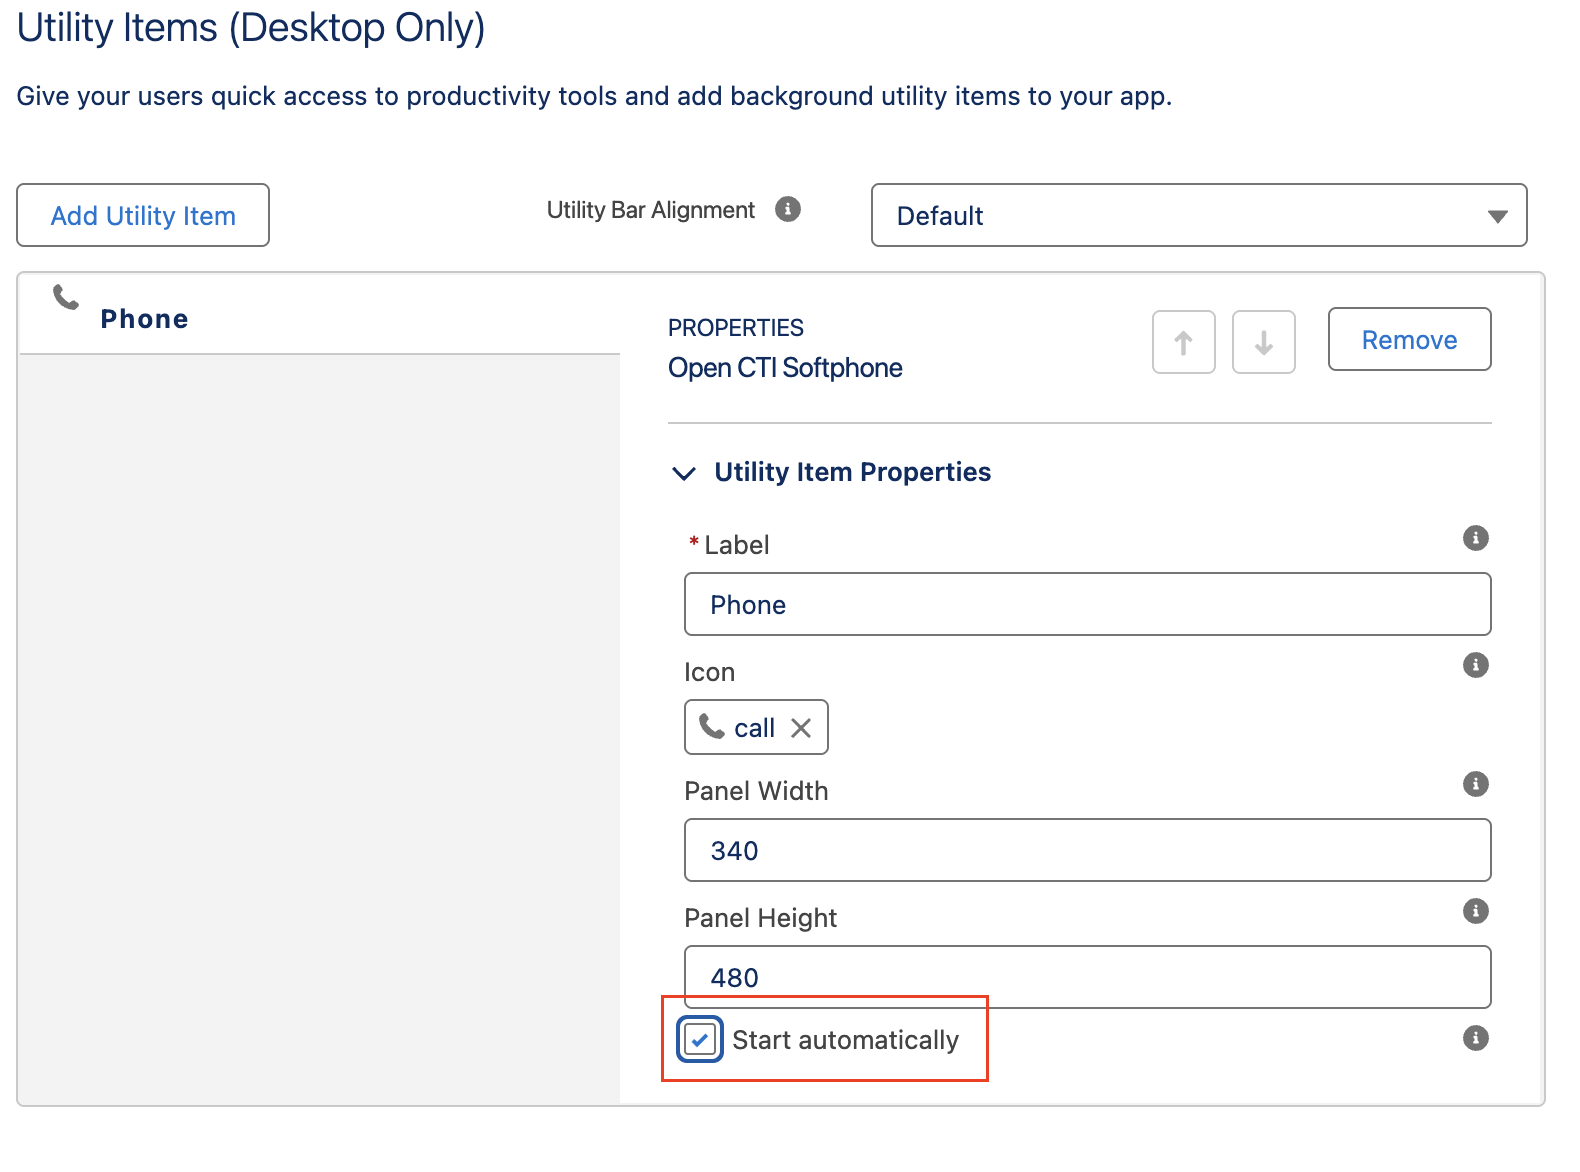 Utility Items (Desktop Only)
Give your users quick access to productivity tools and add background utility items to your app.
Add Utility Item
Utility Bar Alignment
Default
Phone
PROPERTIES
Open CTI Softphone
Remove
Utility Item Properties
* Label
Phone
Icon
call
Panel Width
340
Panel Height
480
Start automatically